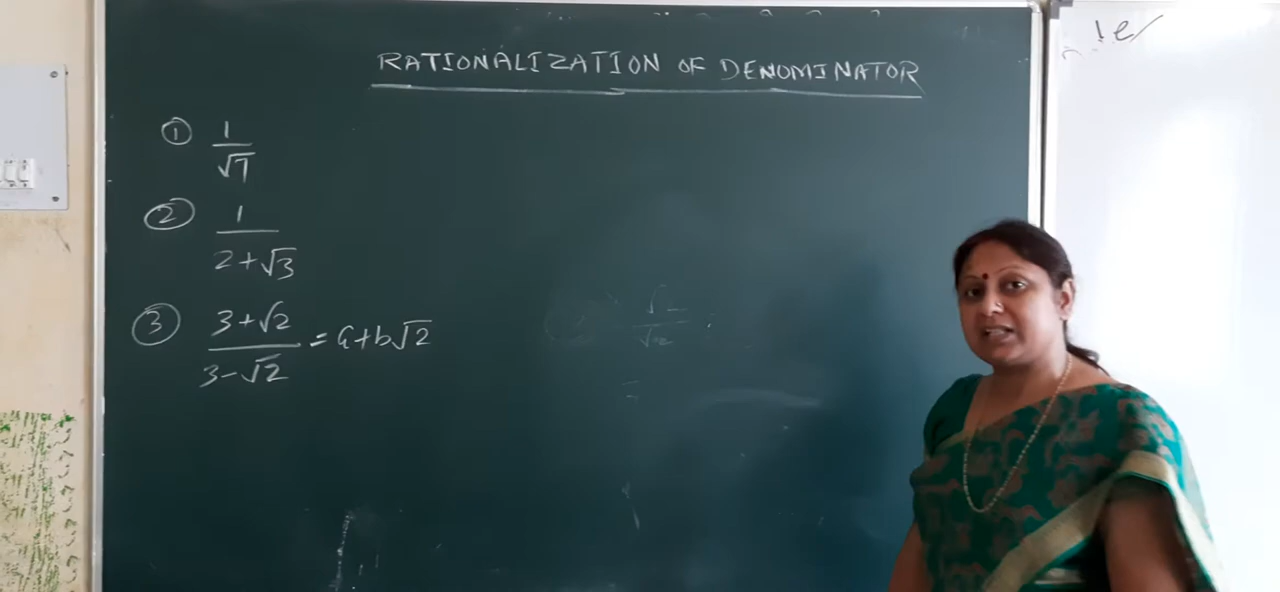 RATIONALIZATION OF DENOMINATOR
① 1/√7
② 1/2+√3
③ 3+√2/3-√2 = a+b√2